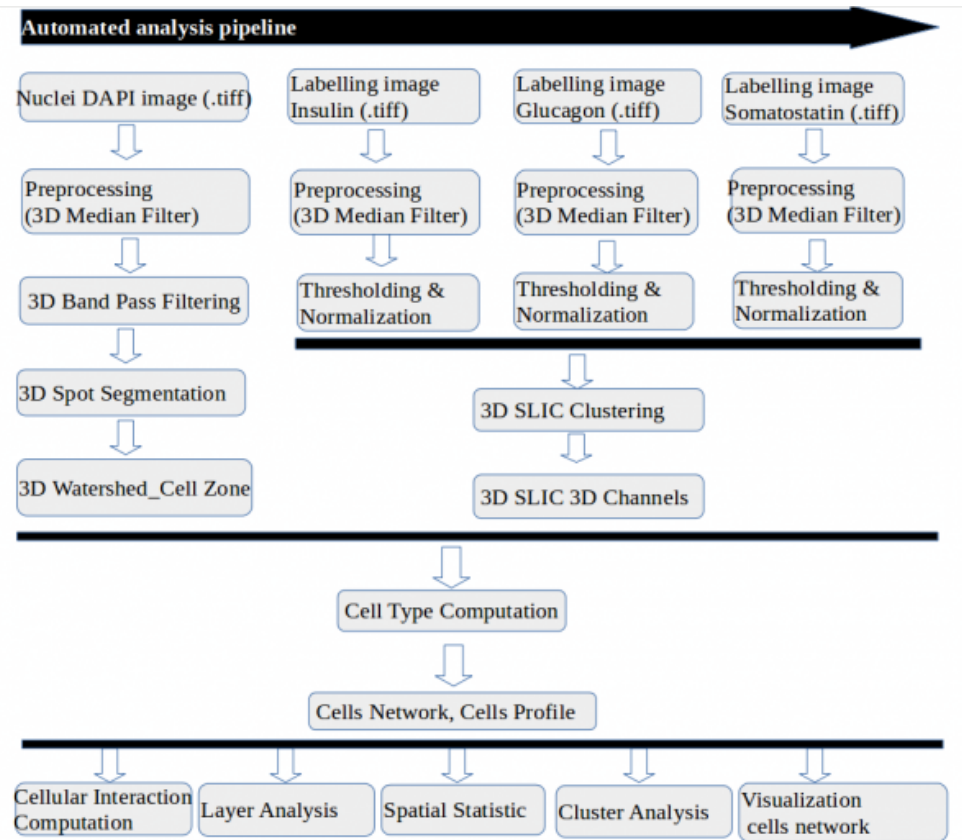 Automated analysis pipeline
Nuclei DAPI image (.tiff)
Labelling image
Insulin (.tiff)
Labelling image
Glucagon (.tiff)
Labelling image
Somatostatin (.tiff)
Preprocessing
(3D Median Filter)
Preprocessing
(3D Median Filter)
Preprocessing
(3D Median Filter)
Preprocessing
(3D Median Filter)
3D Band Pass Filtering
Thresholding &
Normalization
Thresholding &
Normalization
Thresholding &
Normalization
3D Spot Segmentation
3D SLIC Clustering
3D Watershed_Cell Zone
3D SLIC 3D Channels
Cell Type Computation
Cells Network, Cells Profile
Cellular Interaction
Computation
Layer Analysis
Spatial Statistic
Cluster Analysis
Visualization
cells network